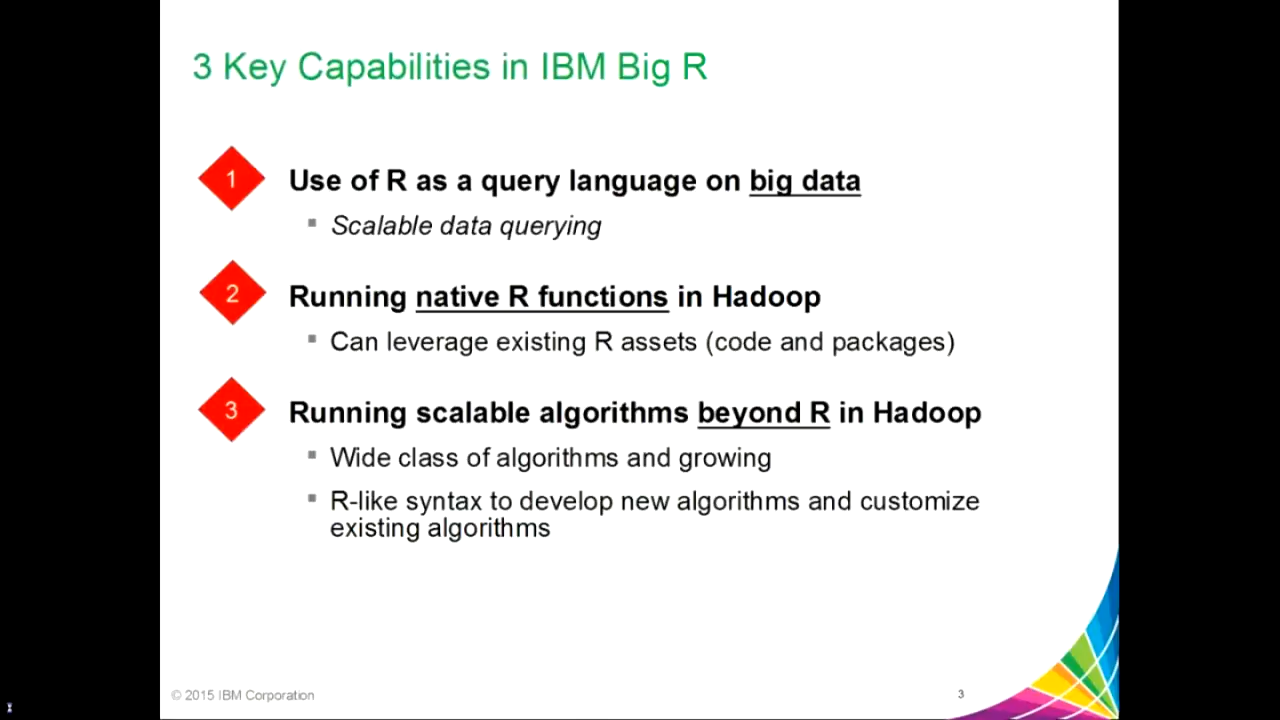 3 Key Capabilities in IBM Big R
1
Use of R as a query language on big data
Scalable data querying
2
Running native R functions in Hadoop
Can leverage existing R assets (code and packages)
3
Running scalable algorithms beyond R in Hadoop
Wide class of algorithms and growing
R-like syntax to develop new algorithms and customize
existing algorithms
© 2015 IBM Corporation
3